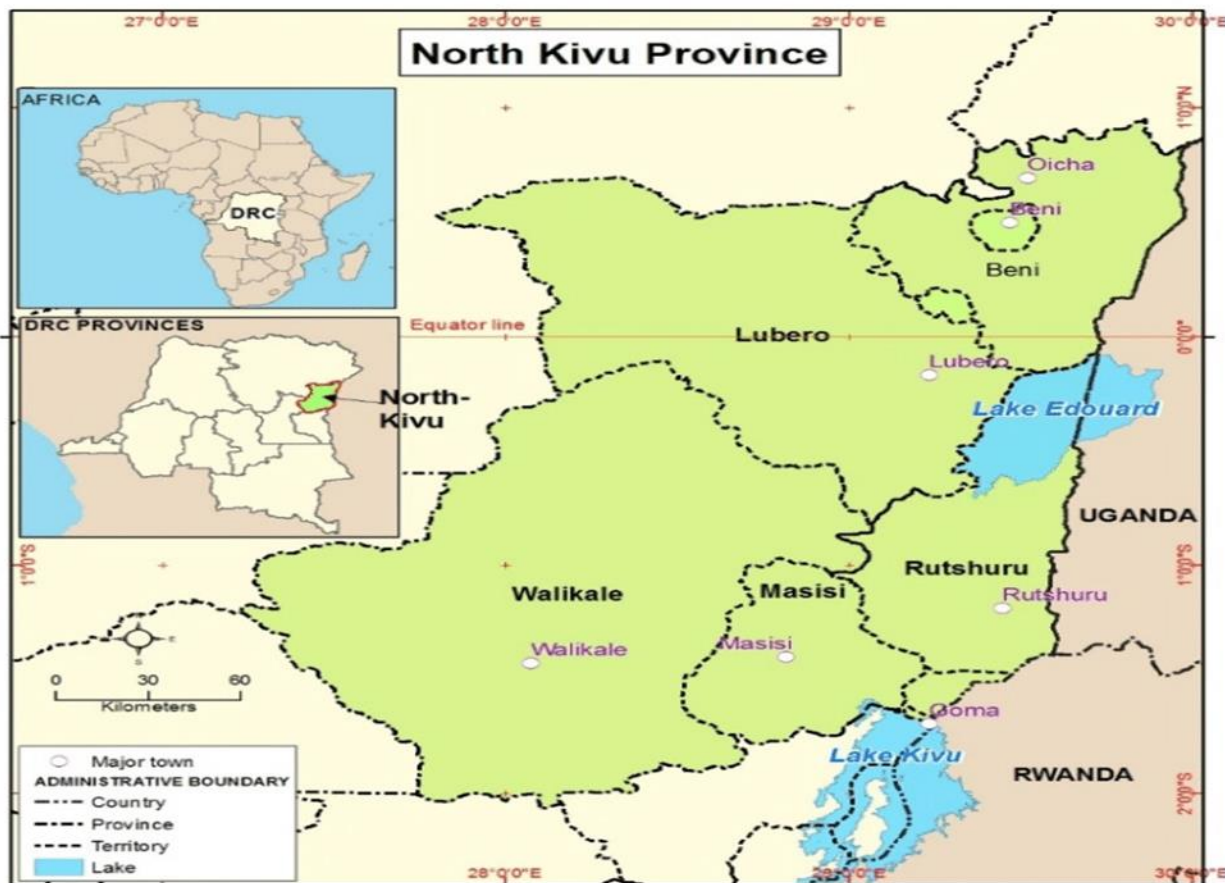 27°0'0"E
28°0'0"E
29°0'0"E
30°0'0"E
North Kivu Province
AFRICA
DRC
DRC PROVINCES
North-
Kivu
1°0'0"N
Oicha
Beni
Beni
Equator line
0°0'0"
Lubero
Lubero
Lake Edouard
UGANDA
1°0'0"S
1°0'0"S
Walikale
Masisi
Rutshuru
Rutshuru
Walikale
Masisi
Goma
Lake Kivu
RWANDA
2°0'0"S
0 30 60
Kilometers
Major town
ADMINISTRATIVE BOUNDARY
Country
Province
Territory
Lake
28°0'0"E
29°0'0"E
30°0'0"E